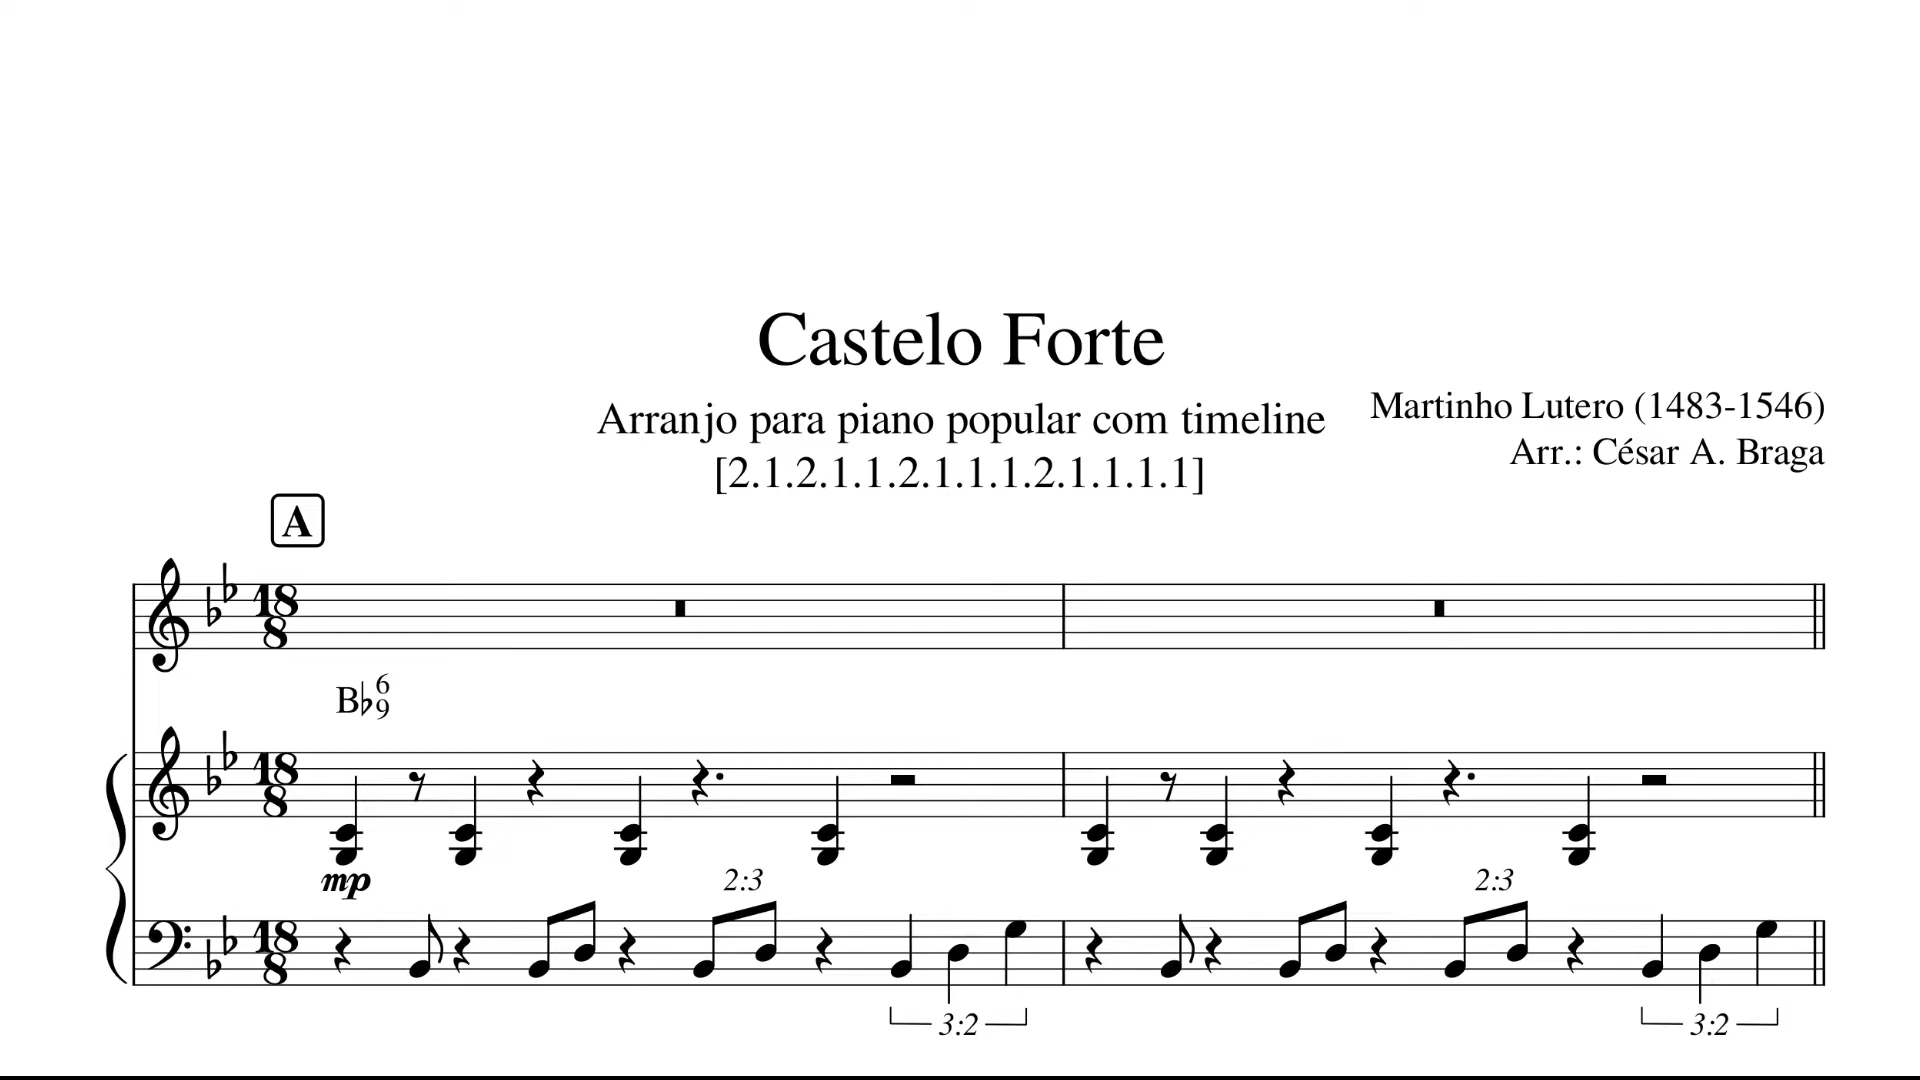 Castelo Forte
Arranjo para piano popular com timeline
[2.1.2.1.1.2.1.1.1.2.1.1.1.1]
Martinho Lutero (1483-1546)
Arr.: César A. Braga
A
18
8
B♭6
9
18
8
mp
2:3
2:3
18
8
3:2
3:2